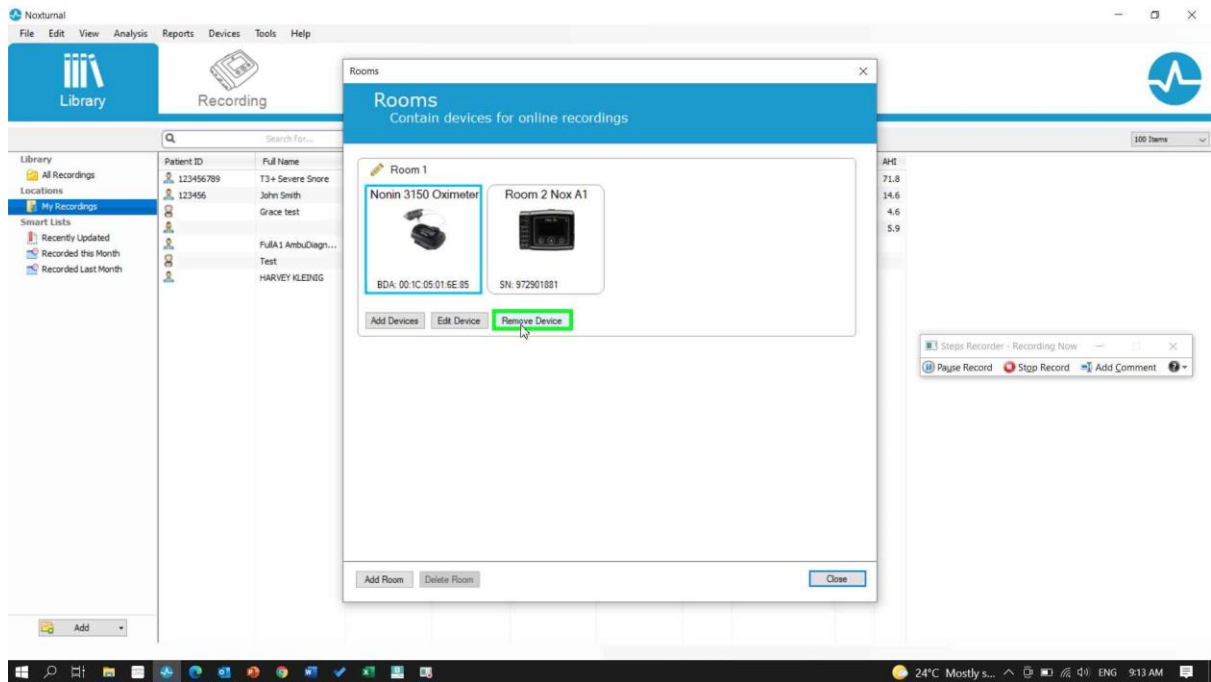 Noxturnal
File Edit View Analysis Reports Devices Tools Help
Library
Recording
Search for...
100 Items
Library
All Recordings
Locations
My Recordings
Smart Lists
Recently Updated
Recorded this Month
Recorded Last Month
Add
Patient ID Full Name AHI
123456789 T3+ Severe Snore 71.8
123456 John Smith 14.6
Grace test 4.6
5.9
FullA1 AmbuDiagn...
Test
HARVEY KLEINIG
Rooms
Rooms
Contain devices for online recordings
Room 1
Nonin 3150 Oximeter
BDA: 00:1C:05:01:6E:85
Room 2 Nox A1
SN: 972901881
Add Devices Edit Device Remove Device
Add Room Delete Room Close
Steps Recorder - Recording Now
Pause Record Stop Record Add Comment
24°C Mostly s... ENG 9:13 AM